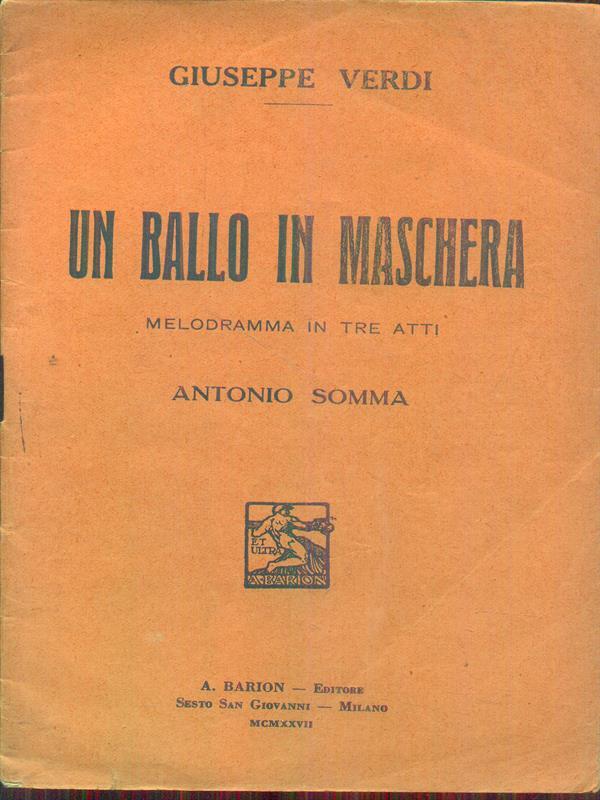 GIUSEPPE VERDI
UN BALLO IN MASCHERA
MELODRAMMA IN TRE ATTI
ANTONIO SOMMA
ET
ULTRA
A·BARION
A. BARION — EDITORE
SESTO SAN GIOVANNI — MILANO
MCMXXVII